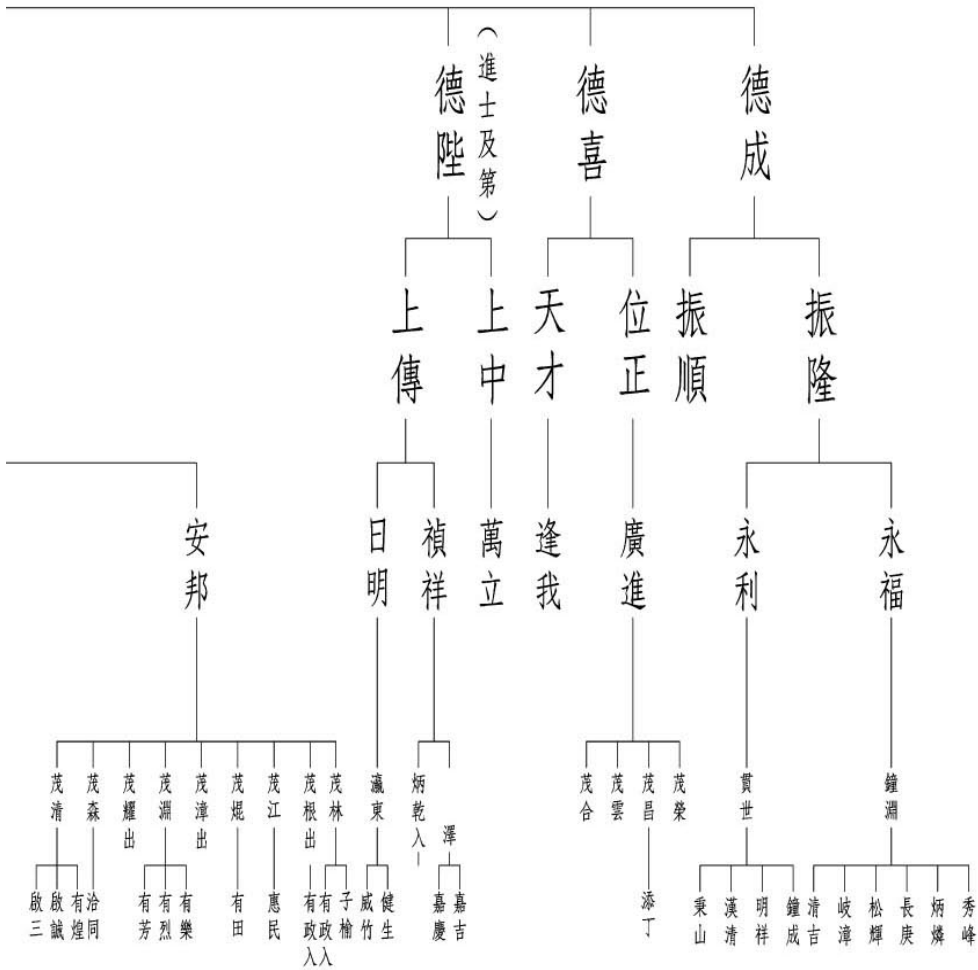 德成
德喜
(進士及第)
德陛
振隆
振順
位正
天才
上中
上傳
永福
永利
廣進
逢我
萬立
禎祥
日明
安邦
鐘淵
貫世
茂榮
茂昌
茂雲
茂合
澤
炳乾入
瀛東
茂林
茂根出
茂江
茂焜
茂漳出
茂淵
茂耀出
茂森
茂清
秀峰
炳燐
長庚
松輝
岐漳
清吉
鐘成
明祥
漢清
秉山
添丁
嘉吉
嘉慶
健生
威竹
子榆
有政入
有政入
惠民
有田
有樂
有烈
有芳
洽同
有煌
啟誠
啟三